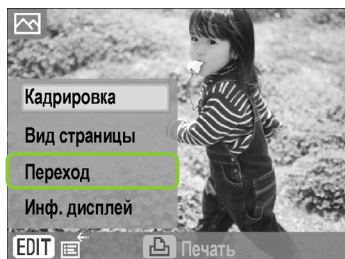 Кадрировка
Вид страницы
Переход
Инф. дисплей
EDIT Печать